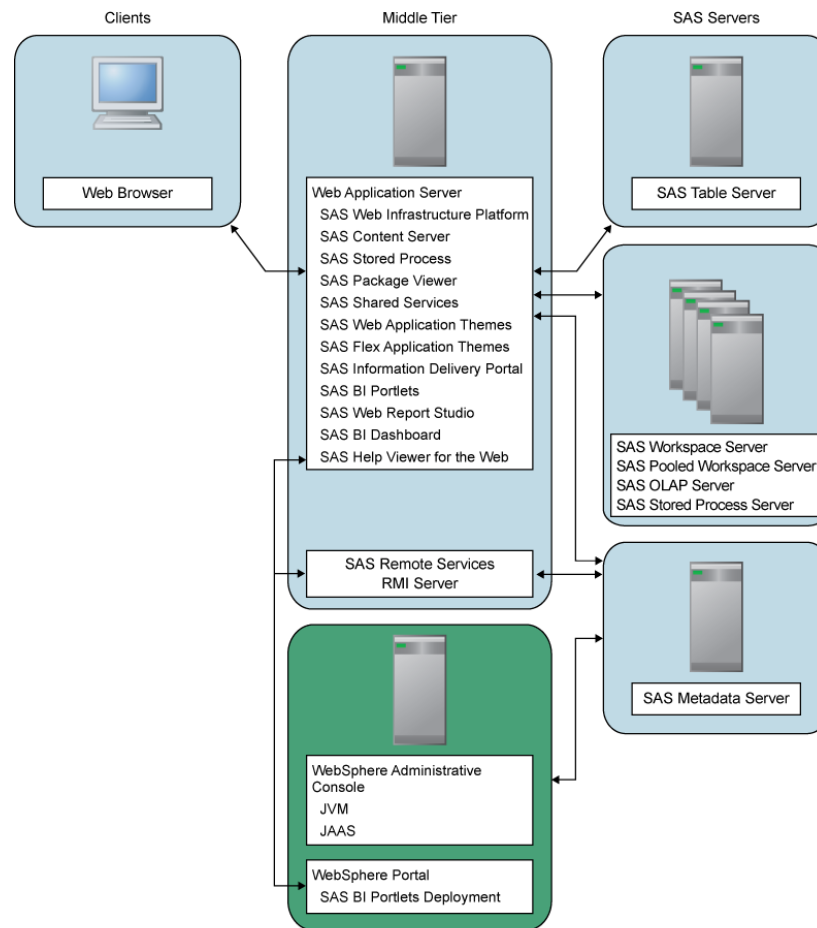 Clients
Middle Tier
SAS Servers
Web Browser
Web Application Server
SAS Web Infrastructure Platform
SAS Content Server
SAS Stored Process
SAS Package Viewer
SAS Shared Services
SAS Web Application Themes
SAS Flex Application Themes
SAS Information Delivery Portal
SAS BI Portlets
SAS Web Report Studio
SAS BI Dashboard
SAS Help Viewer for the Web
SAS Remote Services
RMI Server
WebSphere Administrative
Console
JVM
JAAS
WebSphere Portal
SAS BI Portlets Deployment
SAS Table Server
SAS Workspace Server
SAS Pooled Workspace Server
SAS OLAP Server
SAS Stored Process Server
SAS Metadata Server